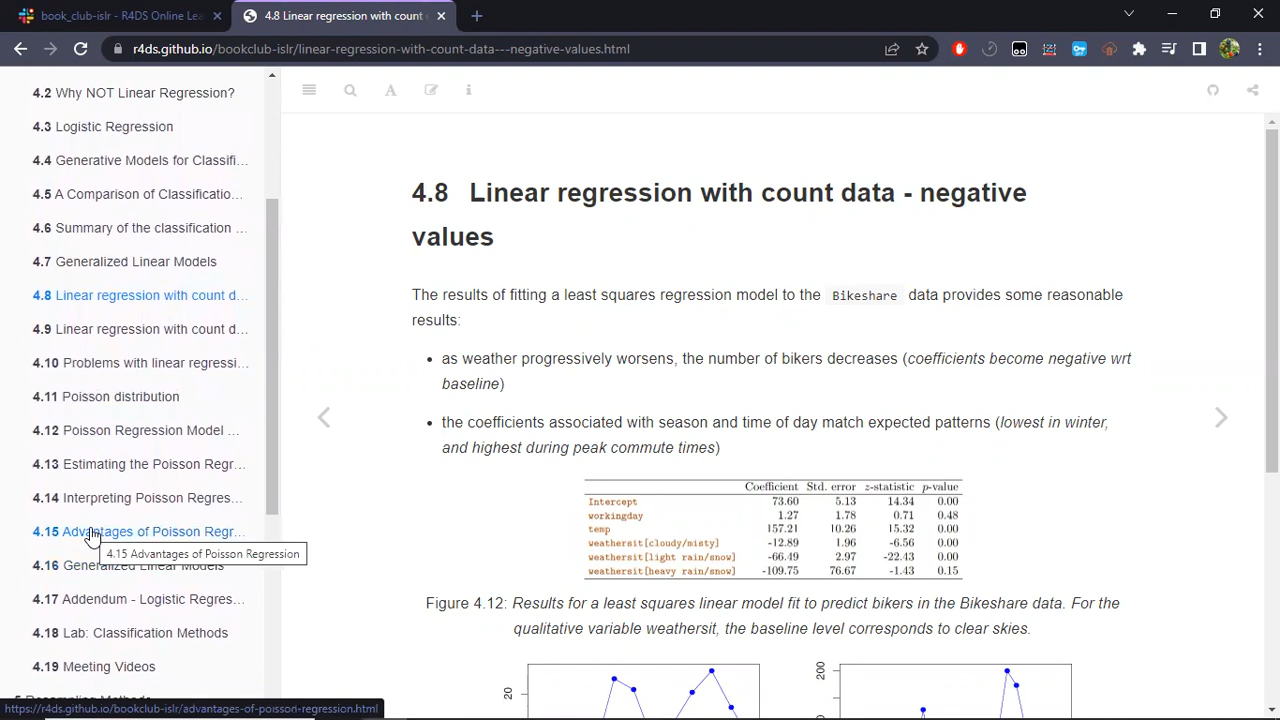 book_club-islr - R4DS Online Lea
4.8 Linear regression with count
r4ds.github.io/bookclub-islr/linear-regression-with-count-data---negative-values.html
4.2 Why NOT Linear Regression?
4.3 Logistic Regression
4.4 Generative Models for Classifi...
4.5 A Comparison of Classificatio...
4.6 Summary of the classification ...
4.7 Generalized Linear Models
4.8 Linear regression with count d...
4.9 Linear regression with count d...
4.10 Problems with linear regressi...
4.11 Poisson distribution
4.12 Poisson Regression Model ...
4.13 Estimating the Poisson Regr...
4.14 Interpreting Poisson Regres...
4.15 Advantages of Poisson Regr...
4.15 Advantages of Poisson Regression
4.16 Generalized Linear Models
4.17 Addendum - Logistic Regres...
4.18 Lab: Classification Methods
4.19 Meeting Videos
5 Resampling Methods
https://r4ds.github.io/bookclub-islr/advantages-of-poisson-regression.html
4.8 Linear regression with count data - negative
values
The results of fitting a least squares regression model to the Bikeshare data provides some reasonable
results:
• as weather progressively worsens, the number of bikers decreases (coefficients become negative wrt
baseline)
• the coefficients associated with season and time of day match expected patterns (lowest in winter,
and highest during peak commute times)
Coefficient Std. error z-statistic p-value
Intercept 73.60 5.13 14.34 0.00
workingday 1.27 1.78 0.71 0.48
temp 157.21 10.26 15.32 0.00
weathersit[cloudy/misty] -12.89 1.96 -6.56 0.00
weathersit[light rain/snow] -66.49 2.97 -22.43 0.00
weathersit[heavy rain/snow] -109.75 76.67 -1.43 0.15
Figure 4.12: Results for a least squares linear model fit to predict bikers in the Bikeshare data. For the
qualitative variable weathersit, the baseline level corresponds to clear skies.
20
200